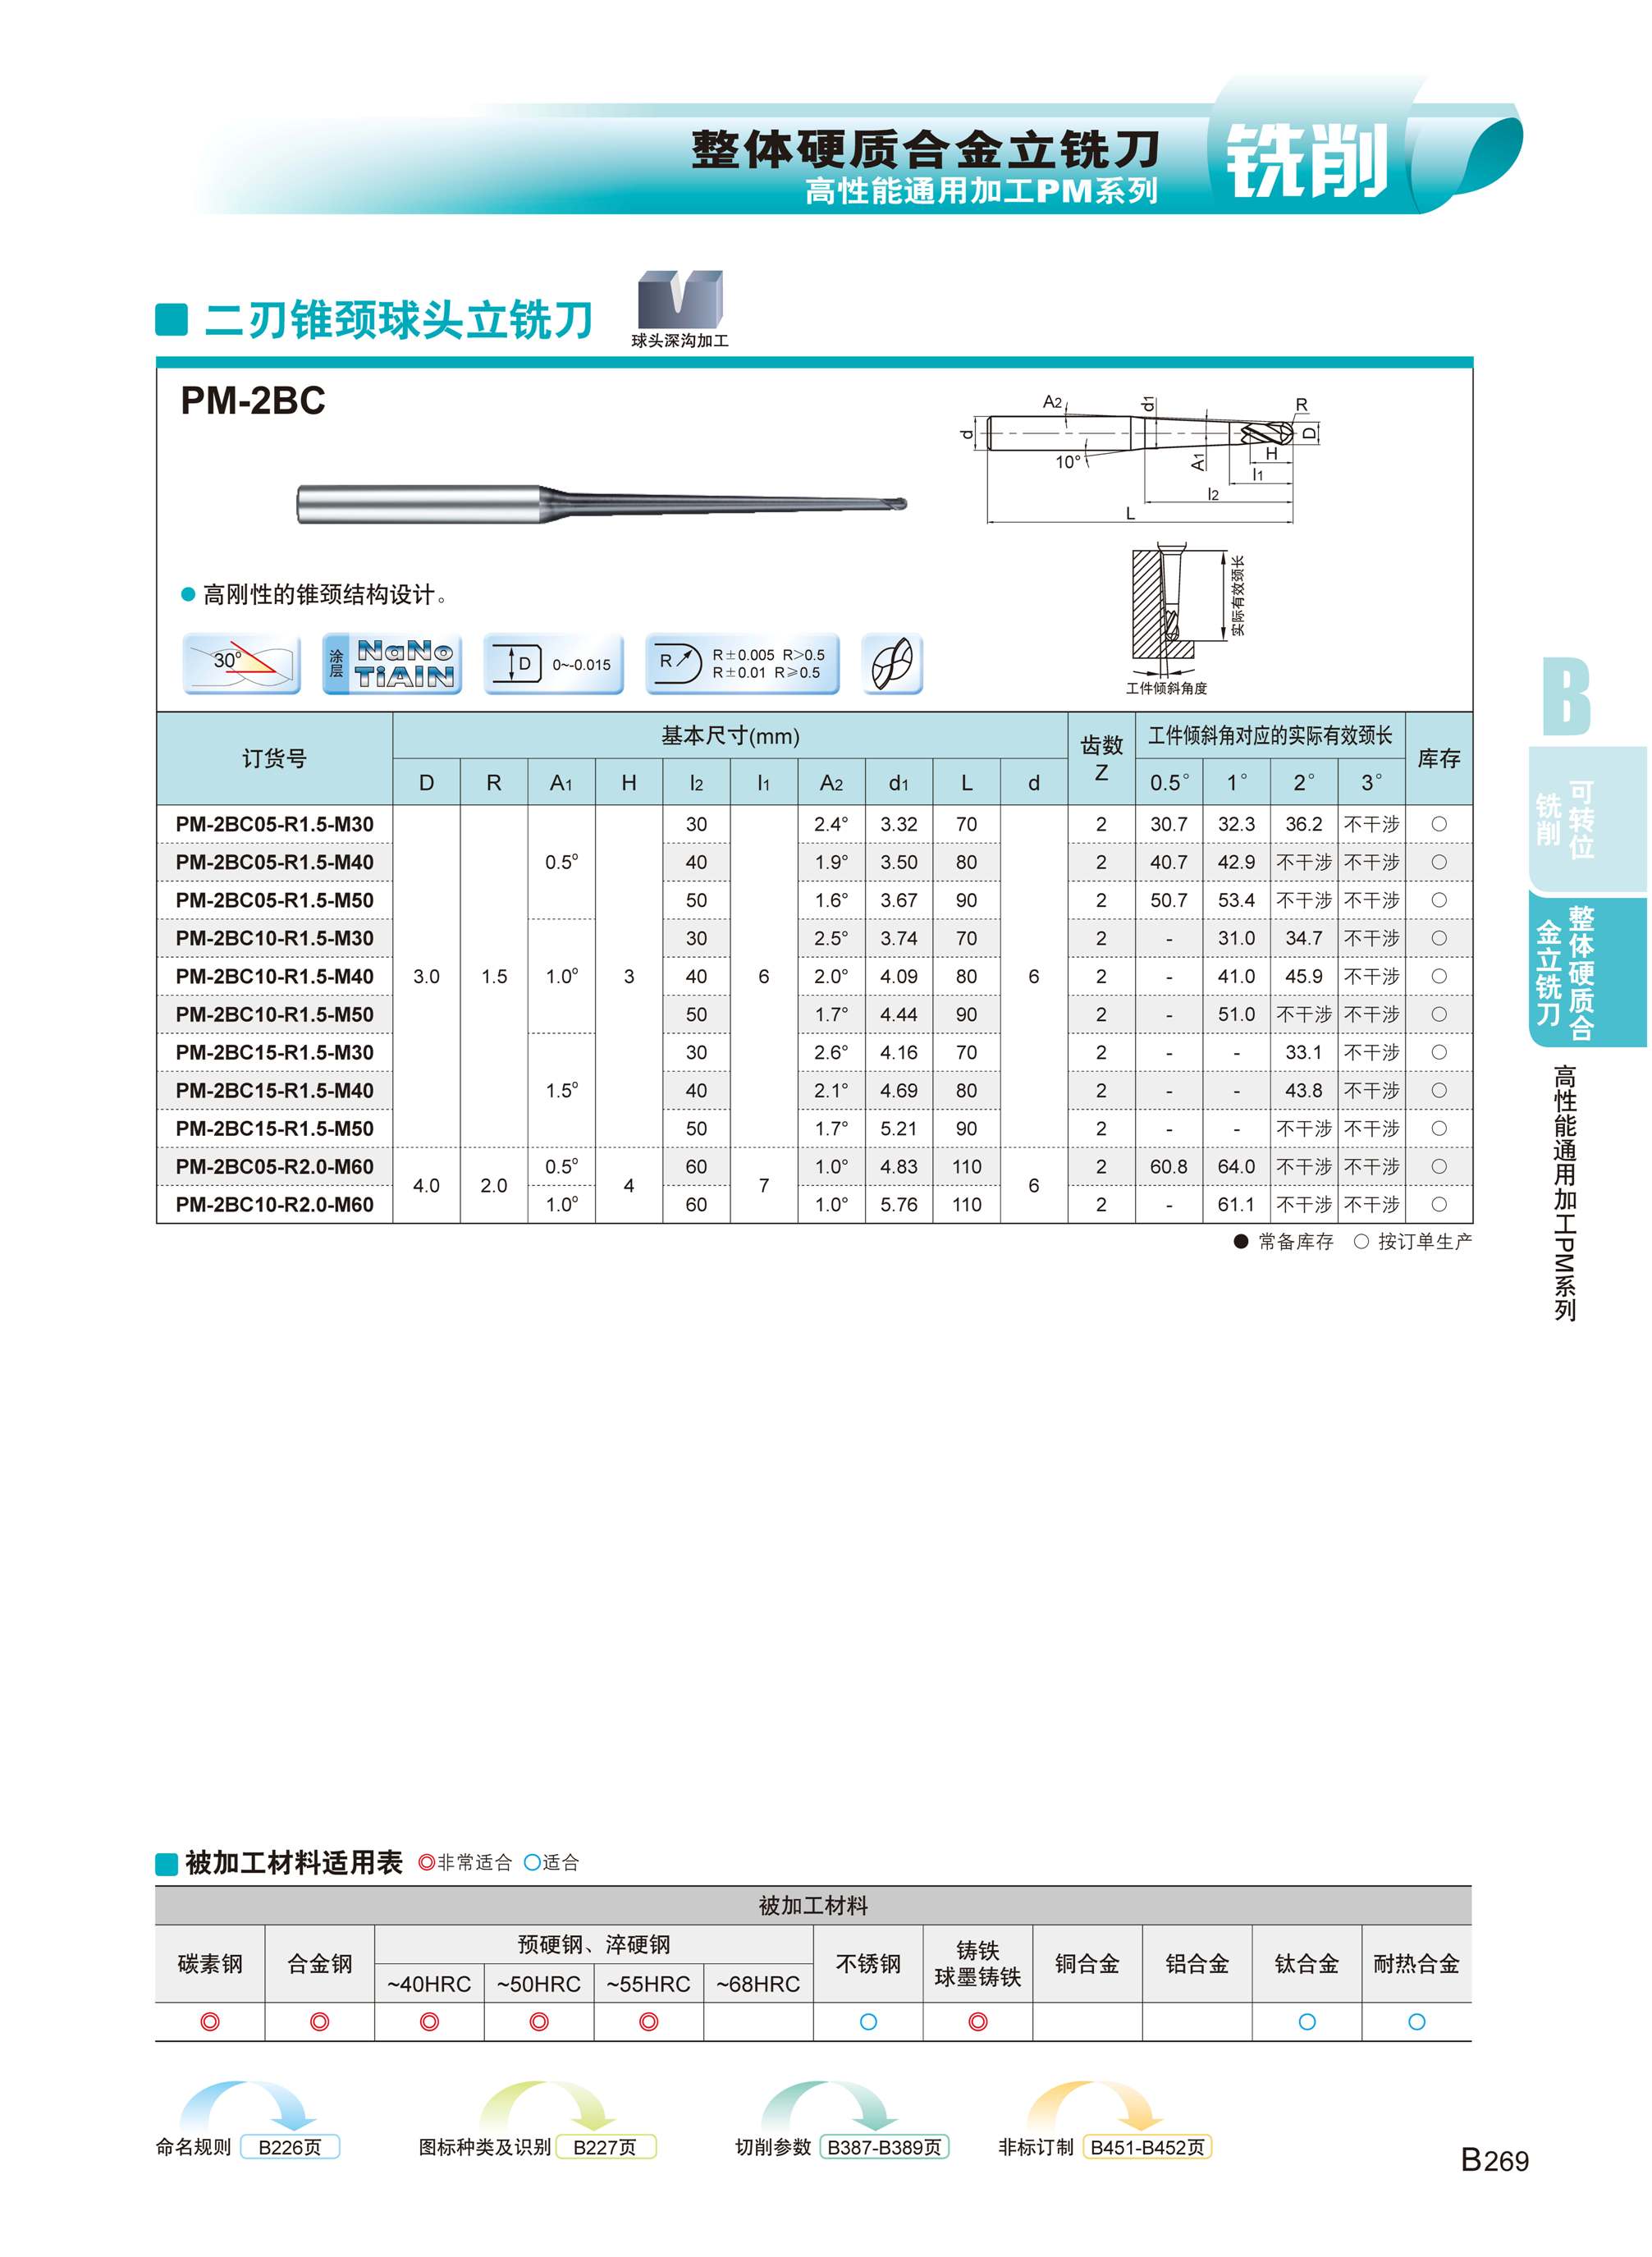 整体硬质合金立铣刀
高性能通用加工PM系列
铣削
二刃锥颈球头立铣刀
球头深沟加工
PM-2BC
A2 d1 R
d D
10° A1 H
l1
l2
L
● 高刚性的锥颈结构设计。
实际有效颈长
工件倾斜角度
30°
涂层 NaNo TiAlN
D 0~-0.015
R R±0.005 R>0.5
R±0.01 R≥0.5
订货号 基本尺寸(mm) 齿数 Z 工件倾斜角对应的实际有效颈长 库存
D R A1 H l2 l1 A2 d1 L d 0.5° 1° 2° 3°
PM-2BC05-R1.5-M30 30 2.4° 3.32 70 2 30.7 32.3 36.2 不干涉 ○
PM-2BC05-R1.5-M40 0.5° 40 1.9° 3.50 80 2 40.7 42.9 不干涉 不干涉 ○
PM-2BC05-R1.5-M50 50 1.6° 3.67 90 2 50.7 53.4 不干涉 不干涉 ○
PM-2BC10-R1.5-M30 30 2.5° 3.74 70 2 - 31.0 34.7 不干涉 ○
PM-2BC10-R1.5-M40 3.0 1.5 1.0° 3 40 6 2.0° 4.09 80 6 2 - 41.0 45.9 不干涉 ○
PM-2BC10-R1.5-M50 50 1.7° 4.44 90 2 - 51.0 不干涉 不干涉 ○
PM-2BC15-R1.5-M30 30 2.6° 4.16 70 2 - - 33.1 不干涉 ○
PM-2BC15-R1.5-M40 1.5° 40 2.1° 4.69 80 2 - - 43.8 不干涉 ○
PM-2BC15-R1.5-M50 50 1.7° 5.21 90 2 - - 不干涉 不干涉 ○
PM-2BC05-R2.0-M60 4.0 2.0 0.5° 4 60 7 1.0° 4.83 110 6 2 60.8 64.0 不干涉 不干涉 ○
PM-2BC10-R2.0-M60 1.0° 60 1.0° 5.76 110 2 - 61.1 不干涉 不干涉 ○
● 常备库存 ○ 按订单生产
B
可转位
铣削
整体硬质合
金立铣刀
高性能通用加工PM系列
被加工材料适用表 ◎非常适合 ○适合
被加工材料
碳素钢 合金钢 预硬钢、淬硬钢 不锈钢 铸铁 球墨铸铁 铜合金 铝合金 钛合金 耐热合金
~40HRC ~50HRC ~55HRC ~68HRC
◎ ◎ ◎ ◎ ◎ ○ ◎ ○ ○
命名规则 B226页 图标种类及识别 B227页 切削参数 B387-B389页 非标订制 B451-B452页
B269